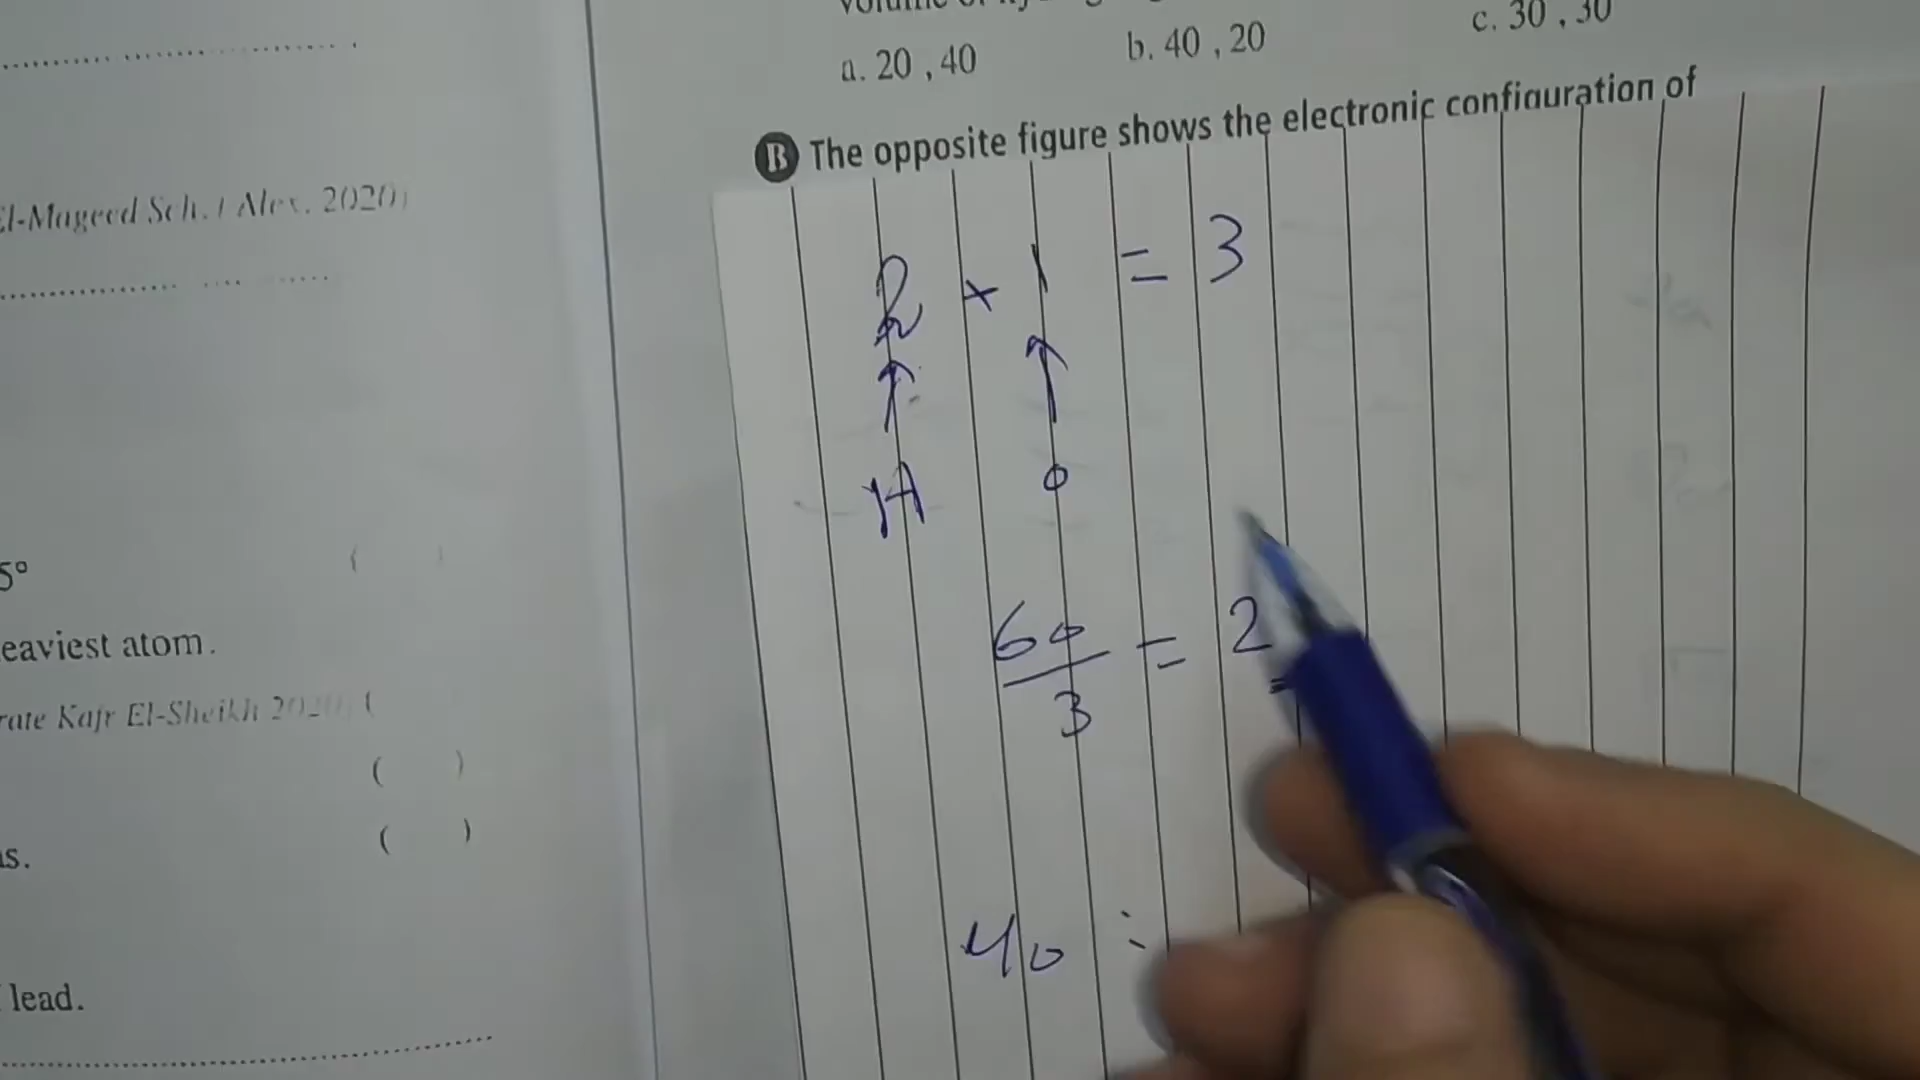 a. 20 , 40
b. 40 , 20
c. 30 , 30
B The opposite figure shows the electronic configuration of
El-Mageed Sch. / Alex. 2020)
5°
( )
eaviest atom.
rate Kafr El-Sheikh 2020) (
( )
( )
lead.
2 + 1 = 3
H O
60
3
= 2
40 :